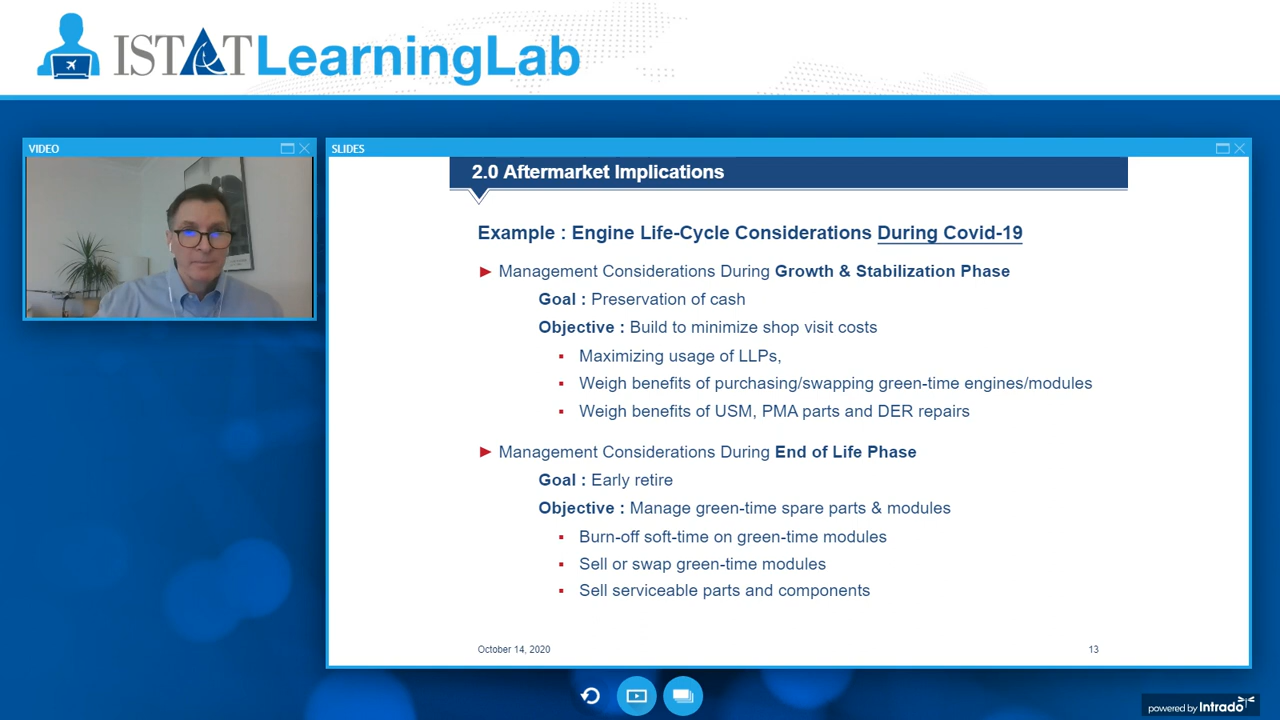 ISTAT LearningLab
VIDEO
SLIDES
2.0 Aftermarket Implications
Example : Engine Life-Cycle Considerations During Covid-19
► Management Considerations During Growth & Stabilization Phase
Goal : Preservation of cash
Objective : Build to minimize shop visit costs
▪ Maximizing usage of LLPs,
▪ Weigh benefits of purchasing/swapping green-time engines/modules
▪ Weigh benefits of USM, PMA parts and DER repairs
► Management Considerations During End of Life Phase
Goal : Early retire
Objective : Manage green-time spare parts & modules
▪ Burn-off soft-time on green-time modules
▪ Sell or swap green-time modules
▪ Sell serviceable parts and components
October 14, 2020
13
powered by Intrado